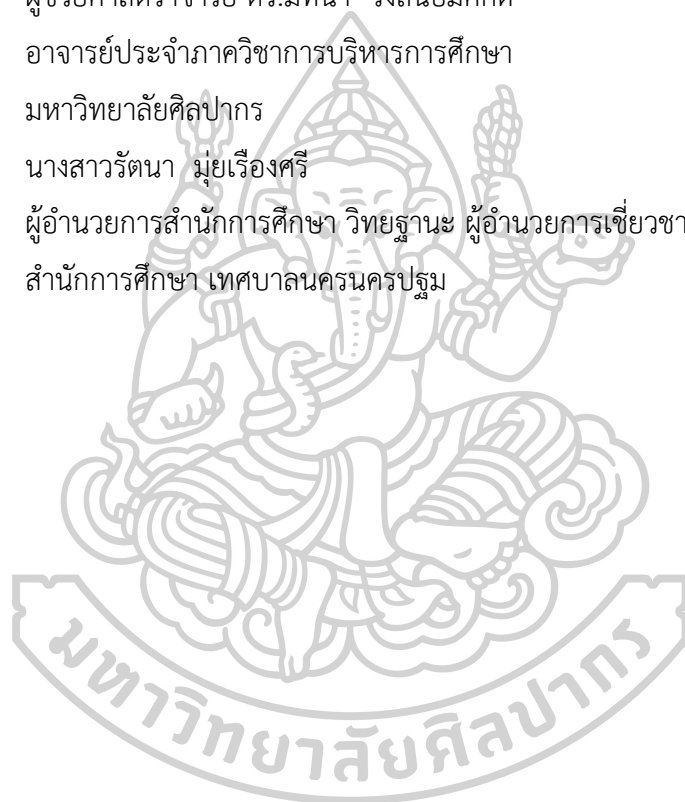 อาจารย์ประจำภาควิชาการบริหารการศึกษา
มหาวิทยาลัยศิลปากร
นางสาวรัตนา มุ่ยเรืองศรี
ผู้อำนวยการสำนักการศึกษา วิทยฐานะ ผู้อำนวยการเชี่ยวชา
สำนักการศึกษา เทศบาลนครนครปฐม
มหาวิทยาลัยศิลปากร